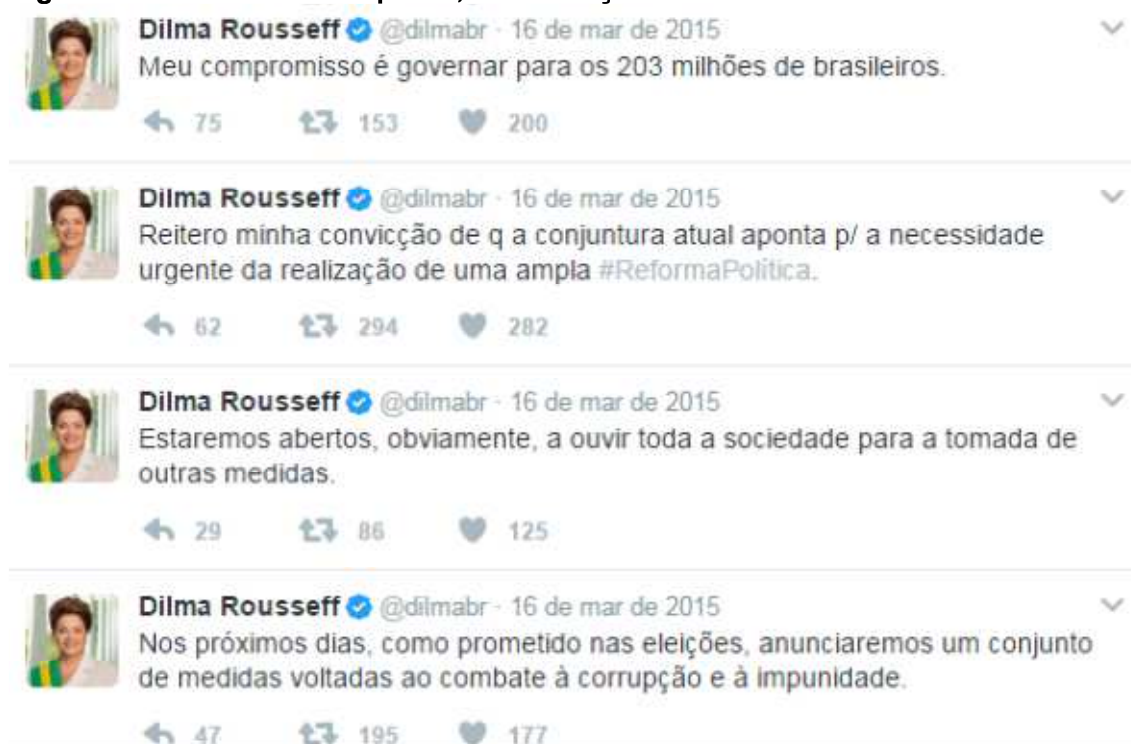 Dilma Rousseff @dilmabr · 16 de mar de 2015
Meu compromisso é governar para os 203 milhões de brasileiros.
75 153 200
Dilma Rousseff @dilmabr · 16 de mar de 2015
Reitero minha convicção de q a conjuntura atual aponta p/ a necessidade
urgente da realização de uma ampla #ReformaPolítica.
62 294 282
Dilma Rousseff @dilmabr · 16 de mar de 2015
Estaremos abertos, obviamente, a ouvir toda a sociedade para a tomada de
outras medidas.
29 86 125
Dilma Rousseff @dilmabr · 16 de mar de 2015
Nos próximos dias, como prometido nas eleições, anunciaremos um conjunto
de medidas voltadas ao combate à corrupção e à impunidade.
47 195 177